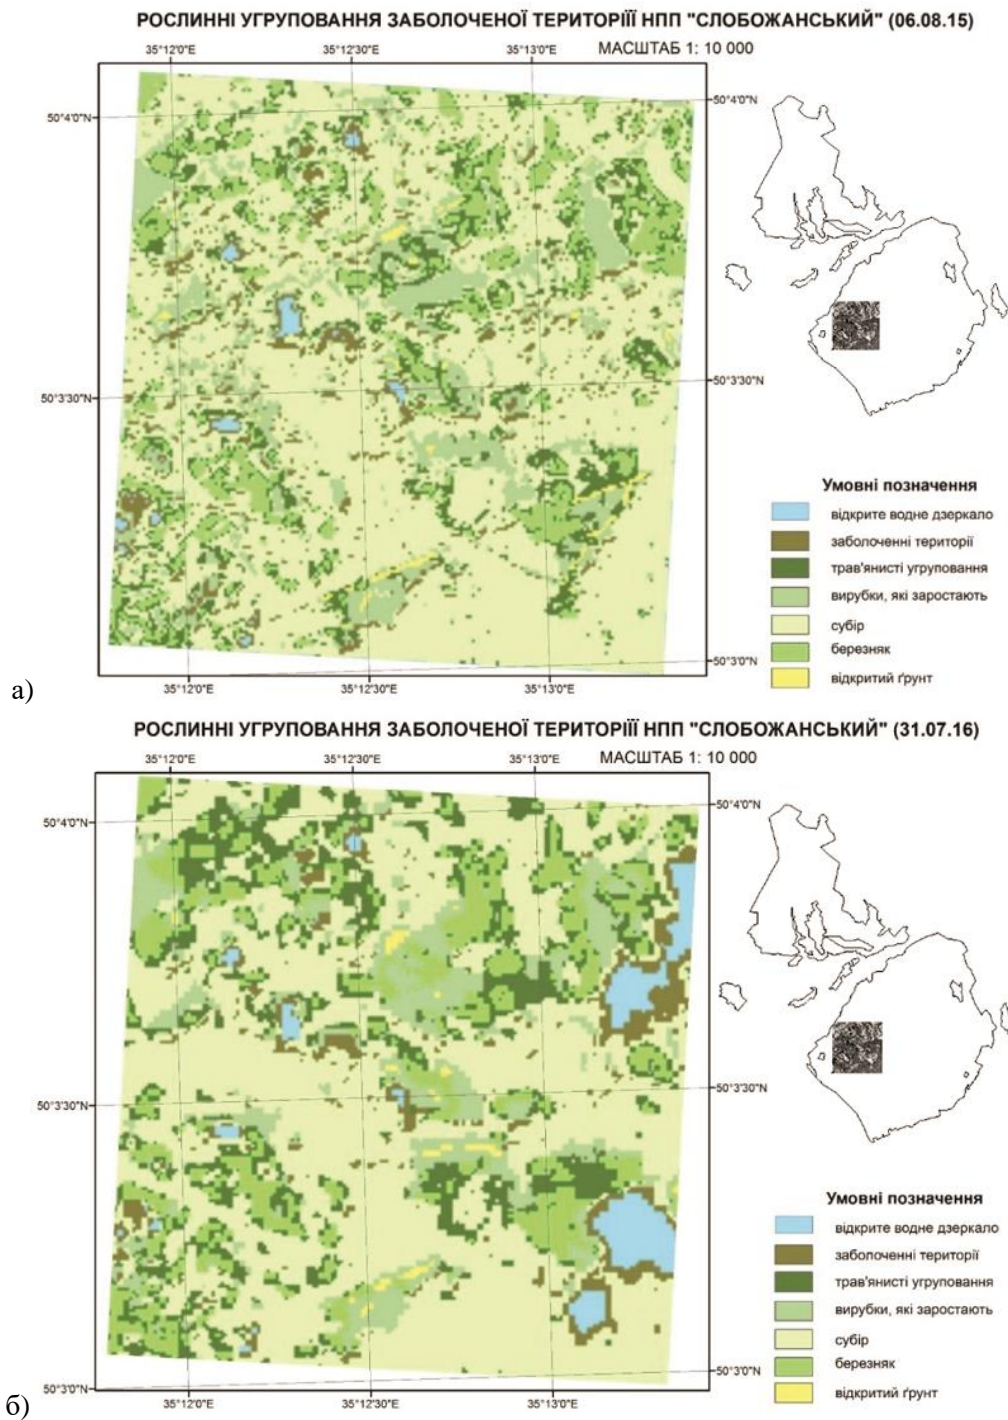 РОСЛИННІ УГРУПОВАННЯ ЗАБОЛОЧЕНОЇ ТЕРИТОРІЇЇ НПП "СЛОБОЖАНСЬКИЙ" (06.08.15)
35°12'0"E 35°12'30"E 35°13'0"E МАСШТАБ 1: 10 000
50°4'0"N
50°4'0"N
50°3'30"N
50°3'30"N
50°3'0"N
35°12'0"E 35°12'30"E 35°13'0"E
Умовні позначення
відкрите водне дзеркало
заболоченні території
трав'янисті угруповання
вирубки, які заростають
субір
березняк
відкритий ґрунт
а)
РОСЛИННІ УГРУПОВАННЯ ЗАБОЛОЧЕНОЇ ТЕРИТОРІЇЇ НПП "СЛОБОЖАНСЬКИЙ" (31.07.16)
35°12'0"E 35°12'30"E 35°13'0"E МАСШТАБ 1: 10 000
50°4'0"N
50°4'0"N
50°3'30"N
50°3'30"N
50°3'0"N
50°3'0"N
35°12'0"E 35°12'30"E 35°13'0"E
Умовні позначення
відкрите водне дзеркало
заболоченні території
трав'янисті угруповання
вирубки, які заростають
субір
березняк
відкритий ґрунт
б)